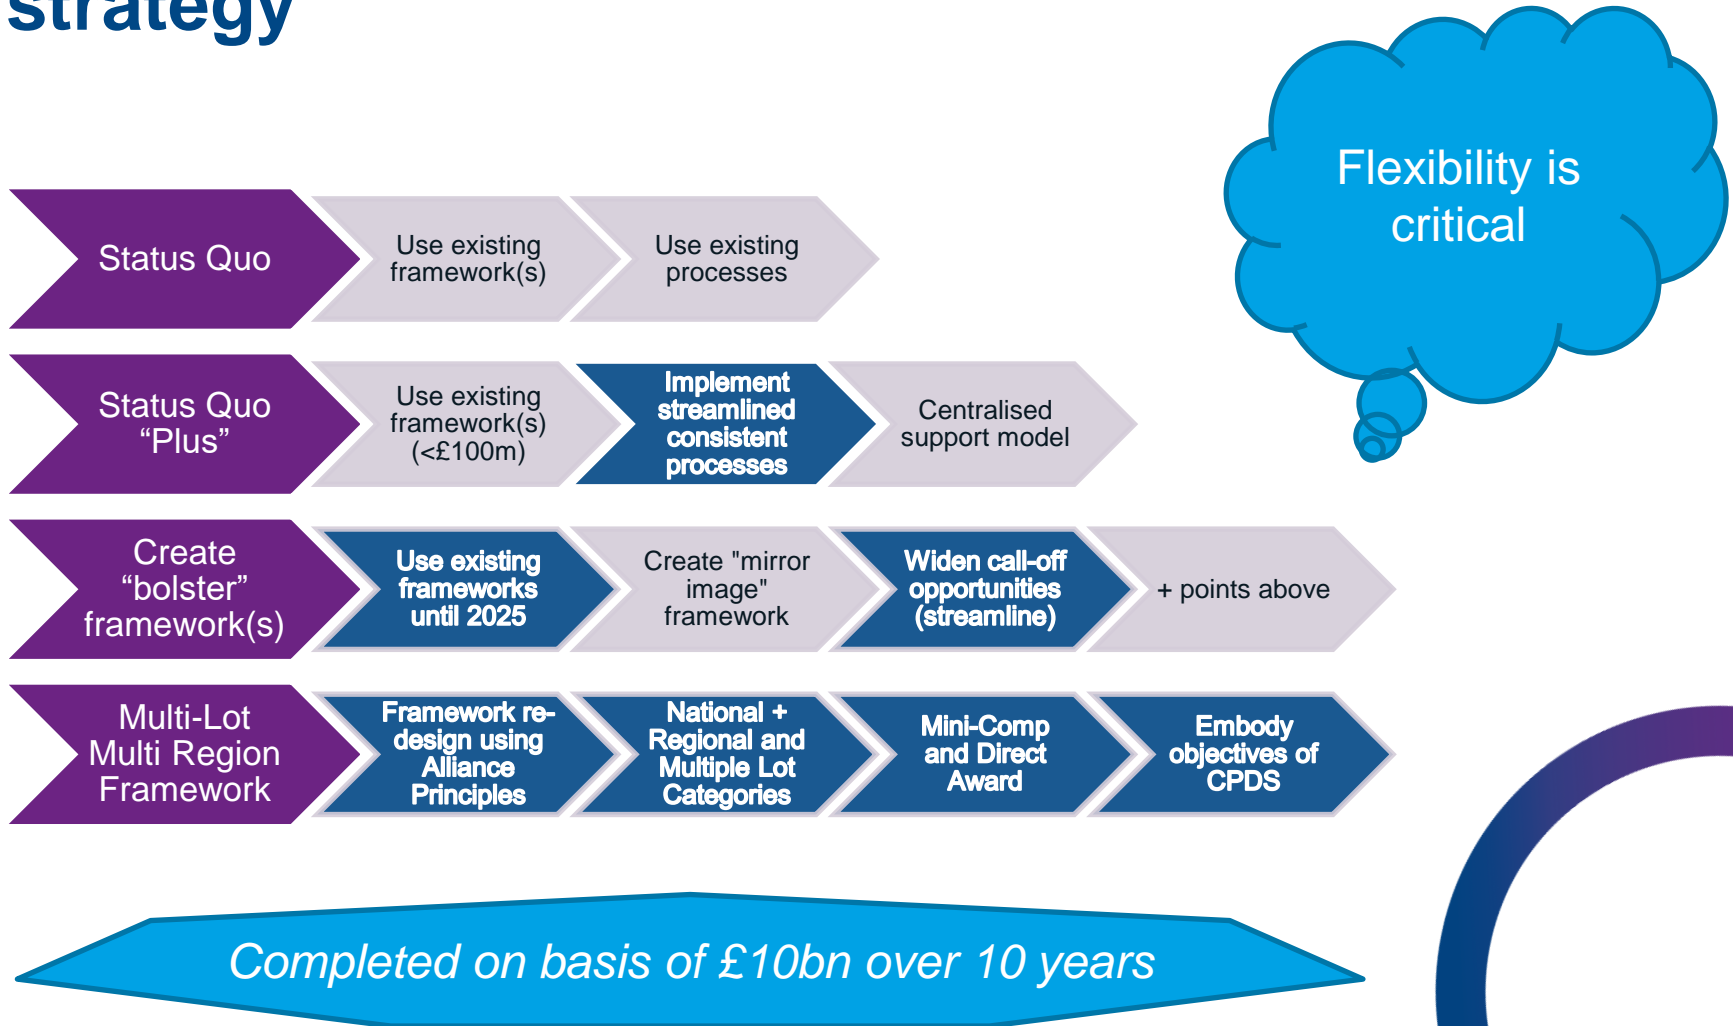 strategy
Flexibility is
critical
Status Quo
Use existing
framework(s)
Use existing
processes
Status Quo
“Plus”
Use existing
framework(s)
(<£100m)
Implement
streamlined
consistent
processes
Centralised
support model
Create
“bolster”
framework(s)
Use existing
frameworks
until 2025
Create "mirror
image"
framework
Widen call-off
opportunities
(streamline)
+ points above
Multi-Lot
Multi Region
Framework
Framework re-
design using
Alliance
Principles
National +
Regional and
Multiple Lot
Categories
Mini-Comp
and Direct
Award
Embody
objectives of
CPDS
Completed on basis of £10bn over 10 years